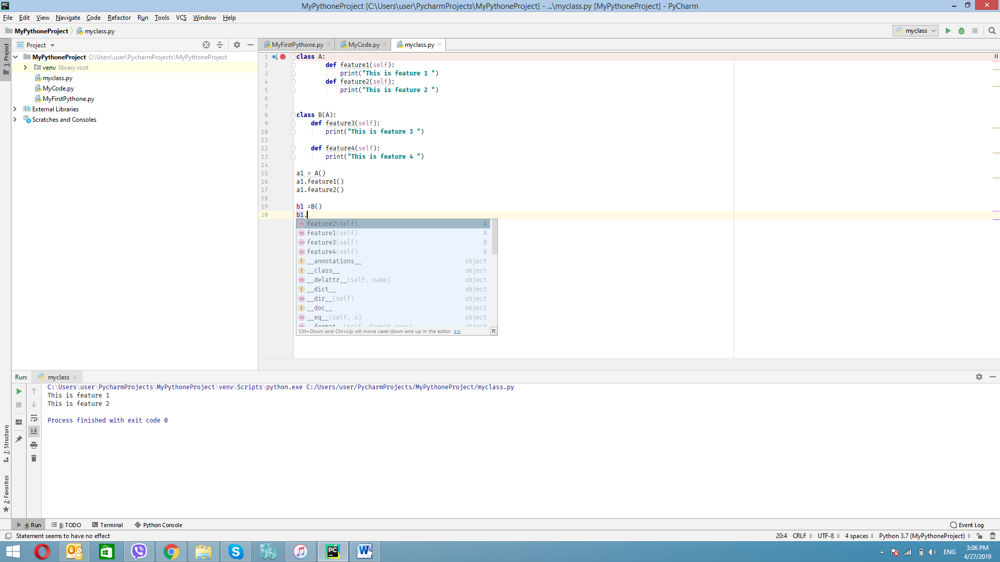 MyPythoneProject [C:\Users\user\PycharmProjects\MyPythoneProject] - ...\myclass.py [MyPythoneProject] - PyCharm
File Edit View Navigate Code Refactor Run Tools VCS Window Help
MyPythoneProject myclass.py
myclass
1: Project
Project
MyPythoneProject C:\Users\user\PycharmProjects\MyPythoneProject
venv library root
myclass.py
MyCode.py
MyFirstPythone.py
External Libraries
Scratches and Consoles
MyFirstPythone.py MyCode.py myclass.py
1 class A:
2 def feature1(self):
3 print("This is feature 1 ")
4 def feature2(self):
5 print("This is feature 2 ")
6
7
8 class B(A):
9 def feature3(self):
10 print("This is feature 3 ")
11
12 def feature4(self):
13 print("This is feature 4 ")
14
15 a1 = A()
16 a1.feature1()
17 a1.feature2()
18
19 b1 =B()
20 b1.
m feature2(self) A
m feature1(self) A
m feature3(self) B
m feature4(self) B
f __annotations__ object
f __class__ object
m __delattr__(self, name) object
f __dict__ object
m __dir__(self) object
f __doc__ object
m __eq__(self, o) object
m __format__(self, format_spec) object
Ctrl+Down and Ctrl+Up will move caret down and up in the editor >> π
Run: myclass
C:\Users\user\PycharmProjects\MyPythoneProject\venv\Scripts\python.exe C:/Users/user/PycharmProjects/MyPythoneProject/myclass.py
This is feature 1
This is feature 2
Process finished with exit code 0
7: Structure
2: Favorites
4: Run 6: TODO Terminal Python Console Event Log
Statement seems to have no effect 20:4 CRLF UTF-8 4 spaces Python 3.7 (MyPythoneProject)
ENG 3:06 PM
4/27/2019